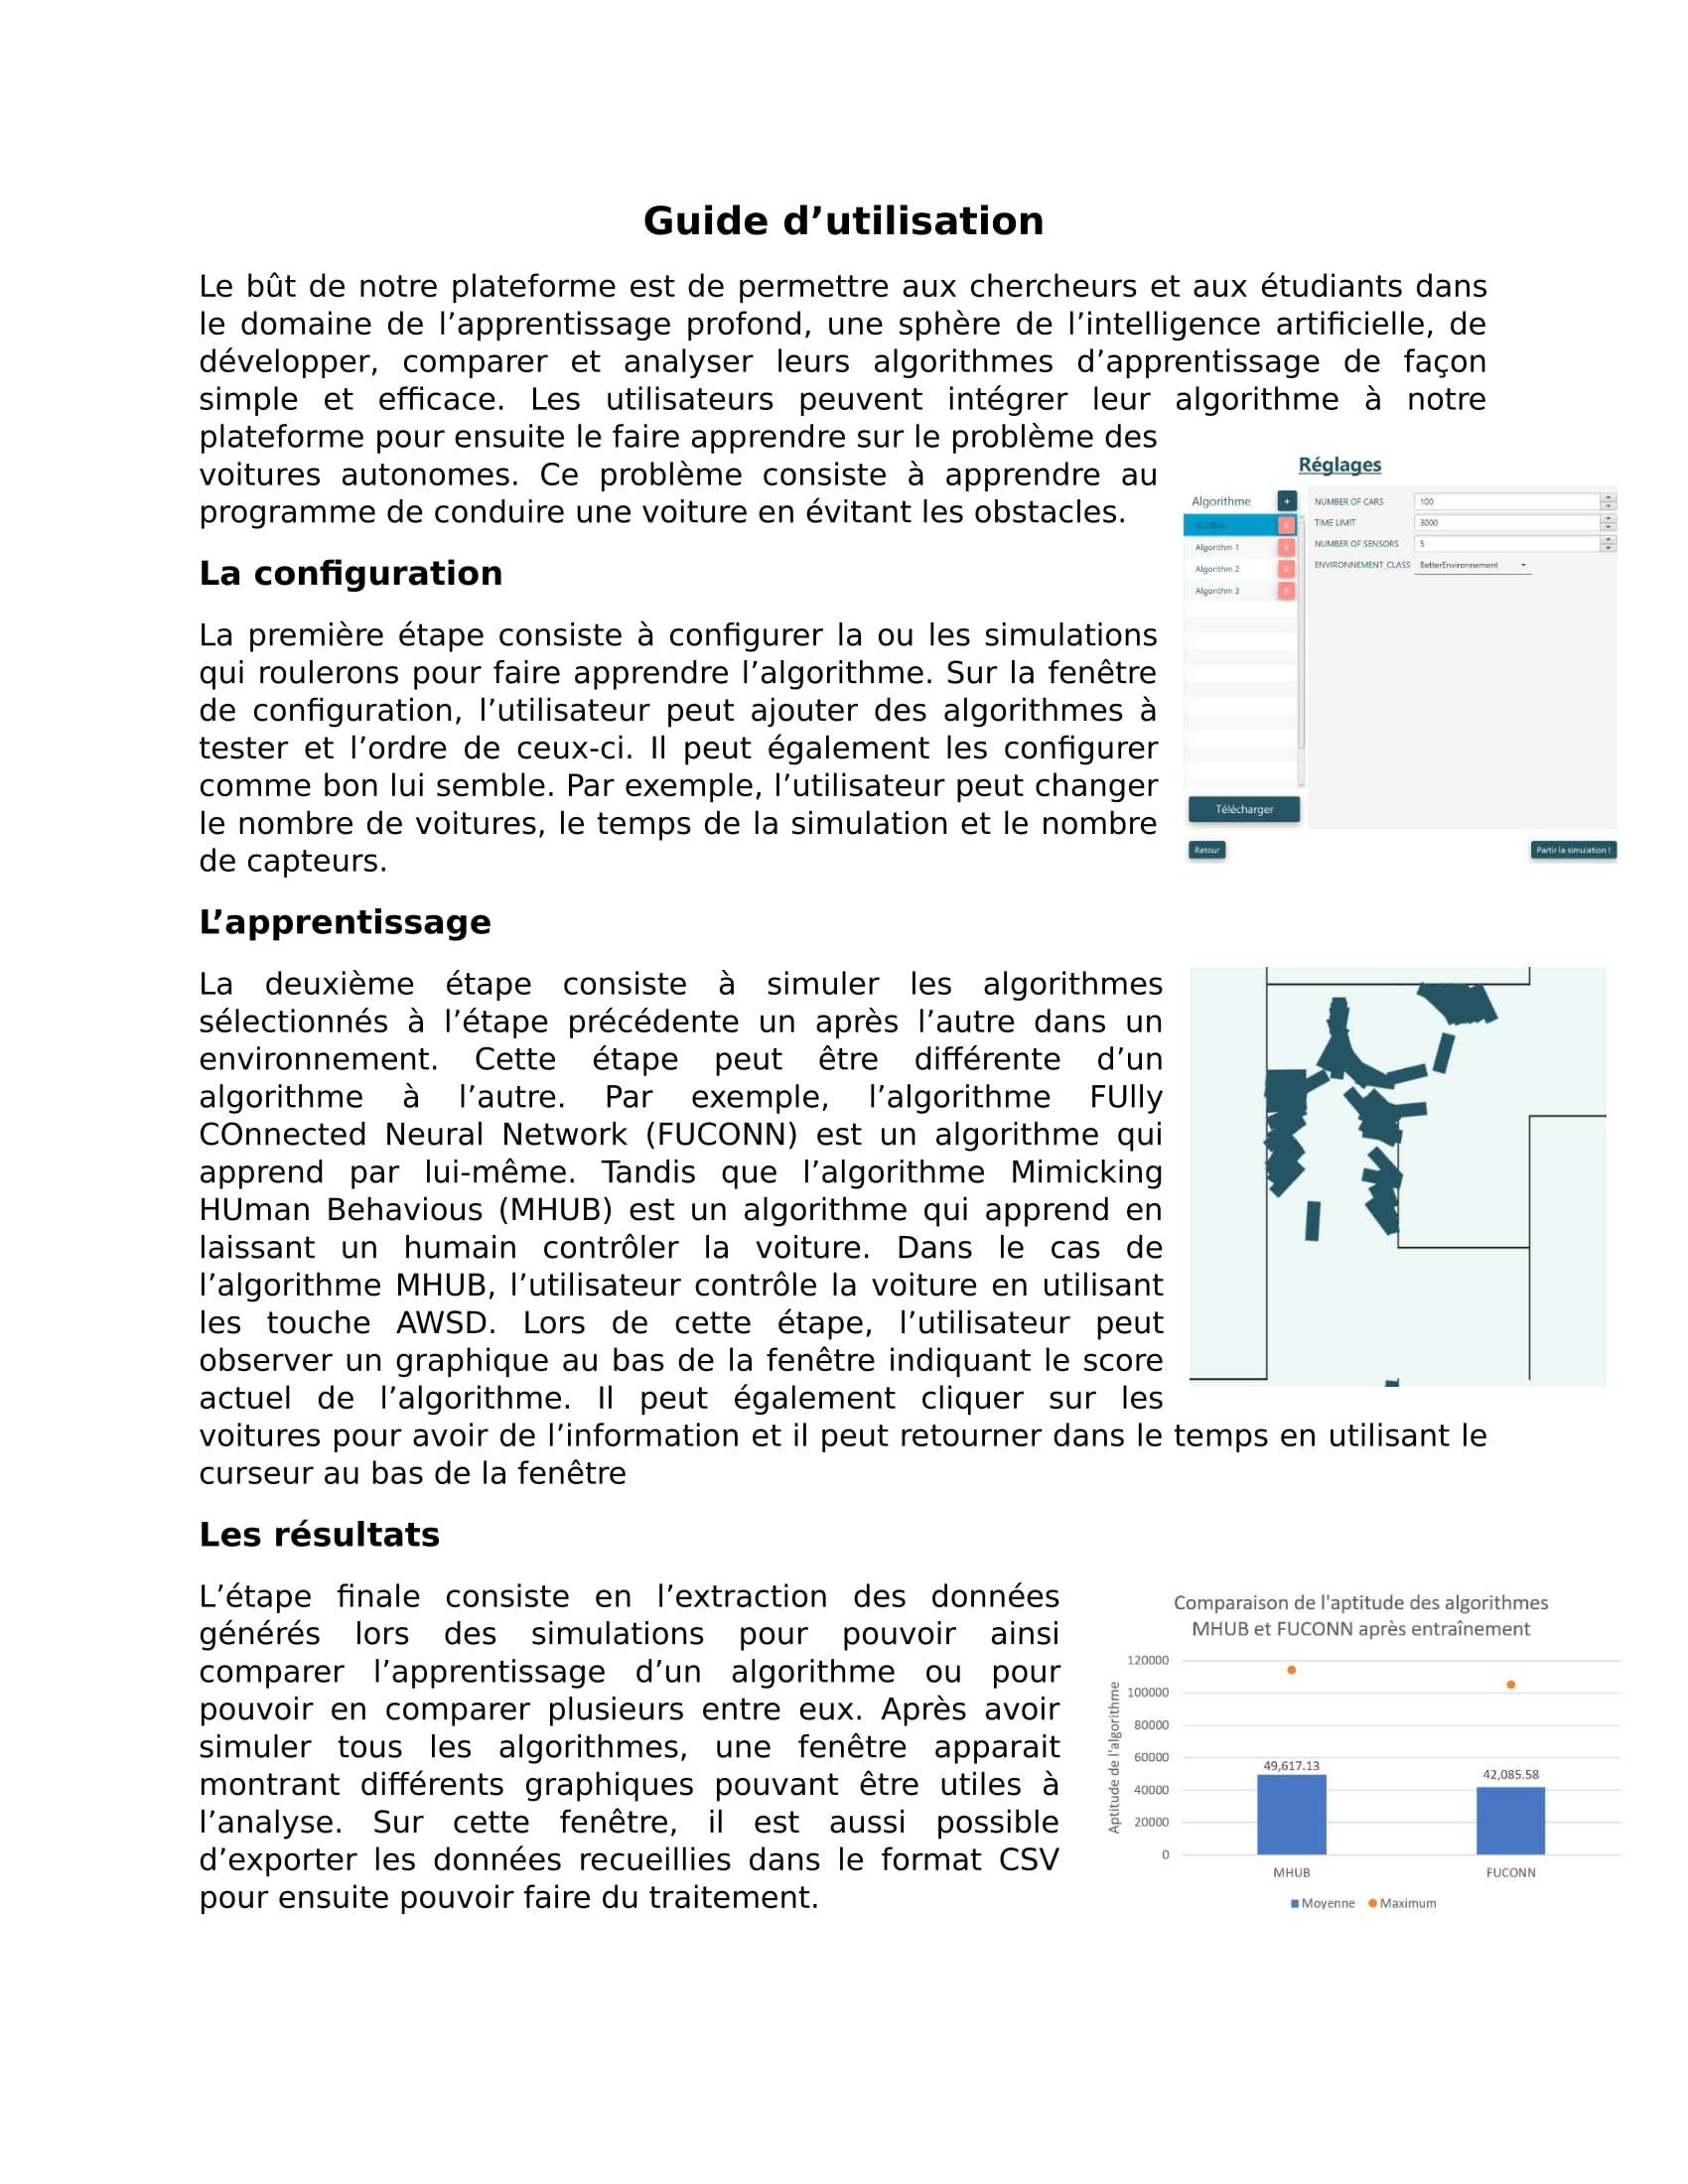 Guide d’utilisation
Le bût de notre plateforme est de permettre aux chercheurs et aux étudiants dans
le domaine de l’apprentissage profond, une sphère de l’intelligence artificielle, de
développer, comparer et analyser leurs algorithmes d’apprentissage de façon
simple et efficace. Les utilisateurs peuvent intégrer leur algorithme à notre
plateforme pour ensuite le faire apprendre sur le problème des
voitures autonomes. Ce problème consiste à apprendre au
programme de conduire une voiture en évitant les obstacles.
Réglages
Algorithme +
GLOBAL X
Algorithm 1 X
Algorithm 2 X
Algorithm 3 X
NUMBER OF CARS 100
TIME LIMIT 3000
NUMBER OF SENSORS 5
ENVIRONNEMENT_CLASS BetterEnvironnement
Télécharger
Retour
Partir la simulation !
La configuration
La première étape consiste à configurer la ou les simulations
qui roulerons pour faire apprendre l’algorithme. Sur la fenêtre
de configuration, l’utilisateur peut ajouter des algorithmes à
tester et l’ordre de ceux-ci. Il peut également les configurer
comme bon lui semble. Par exemple, l’utilisateur peut changer
le nombre de voitures, le temps de la simulation et le nombre
de capteurs.
L’apprentissage
La deuxième étape consiste à simuler les algorithmes
sélectionnés à l’étape précédente un après l’autre dans un
environnement. Cette étape peut être différente d’un
algorithme à l’autre. Par exemple, l’algorithme FUlly
COnnected Neural Network (FUCONN) est un algorithme qui
apprend par lui-même. Tandis que l’algorithme Mimicking
HUman Behavious (MHUB) est un algorithme qui apprend en
laissant un humain contrôler la voiture. Dans le cas de
l’algorithme MHUB, l’utilisateur contrôle la voiture en utilisant
les touche AWSD. Lors de cette étape, l’utilisateur peut
observer un graphique au bas de la fenêtre indiquant le score
actuel de l’algorithme. Il peut également cliquer sur les
voitures pour avoir de l’information et il peut retourner dans le temps en utilisant le
curseur au bas de la fenêtre
Les résultats
L’étape finale consiste en l’extraction des données
générés lors des simulations pour pouvoir ainsi
comparer l’apprentissage d’un algorithme ou pour
pouvoir en comparer plusieurs entre eux. Après avoir
simuler tous les algorithmes, une fenêtre apparait
montrant différents graphiques pouvant être utiles à
l’analyse. Sur cette fenêtre, il est aussi possible
d’exporter les données recueillies dans le format CSV
pour ensuite pouvoir faire du traitement.
Comparaison de l'aptitude des algorithmes
MHUB et FUCONN après entraînement
Aptitude de l'algorithme
120000
100000
80000
60000
40000
20000
0
49,617.13
42,085.58
MHUB
FUCONN
Moyenne
Maximum